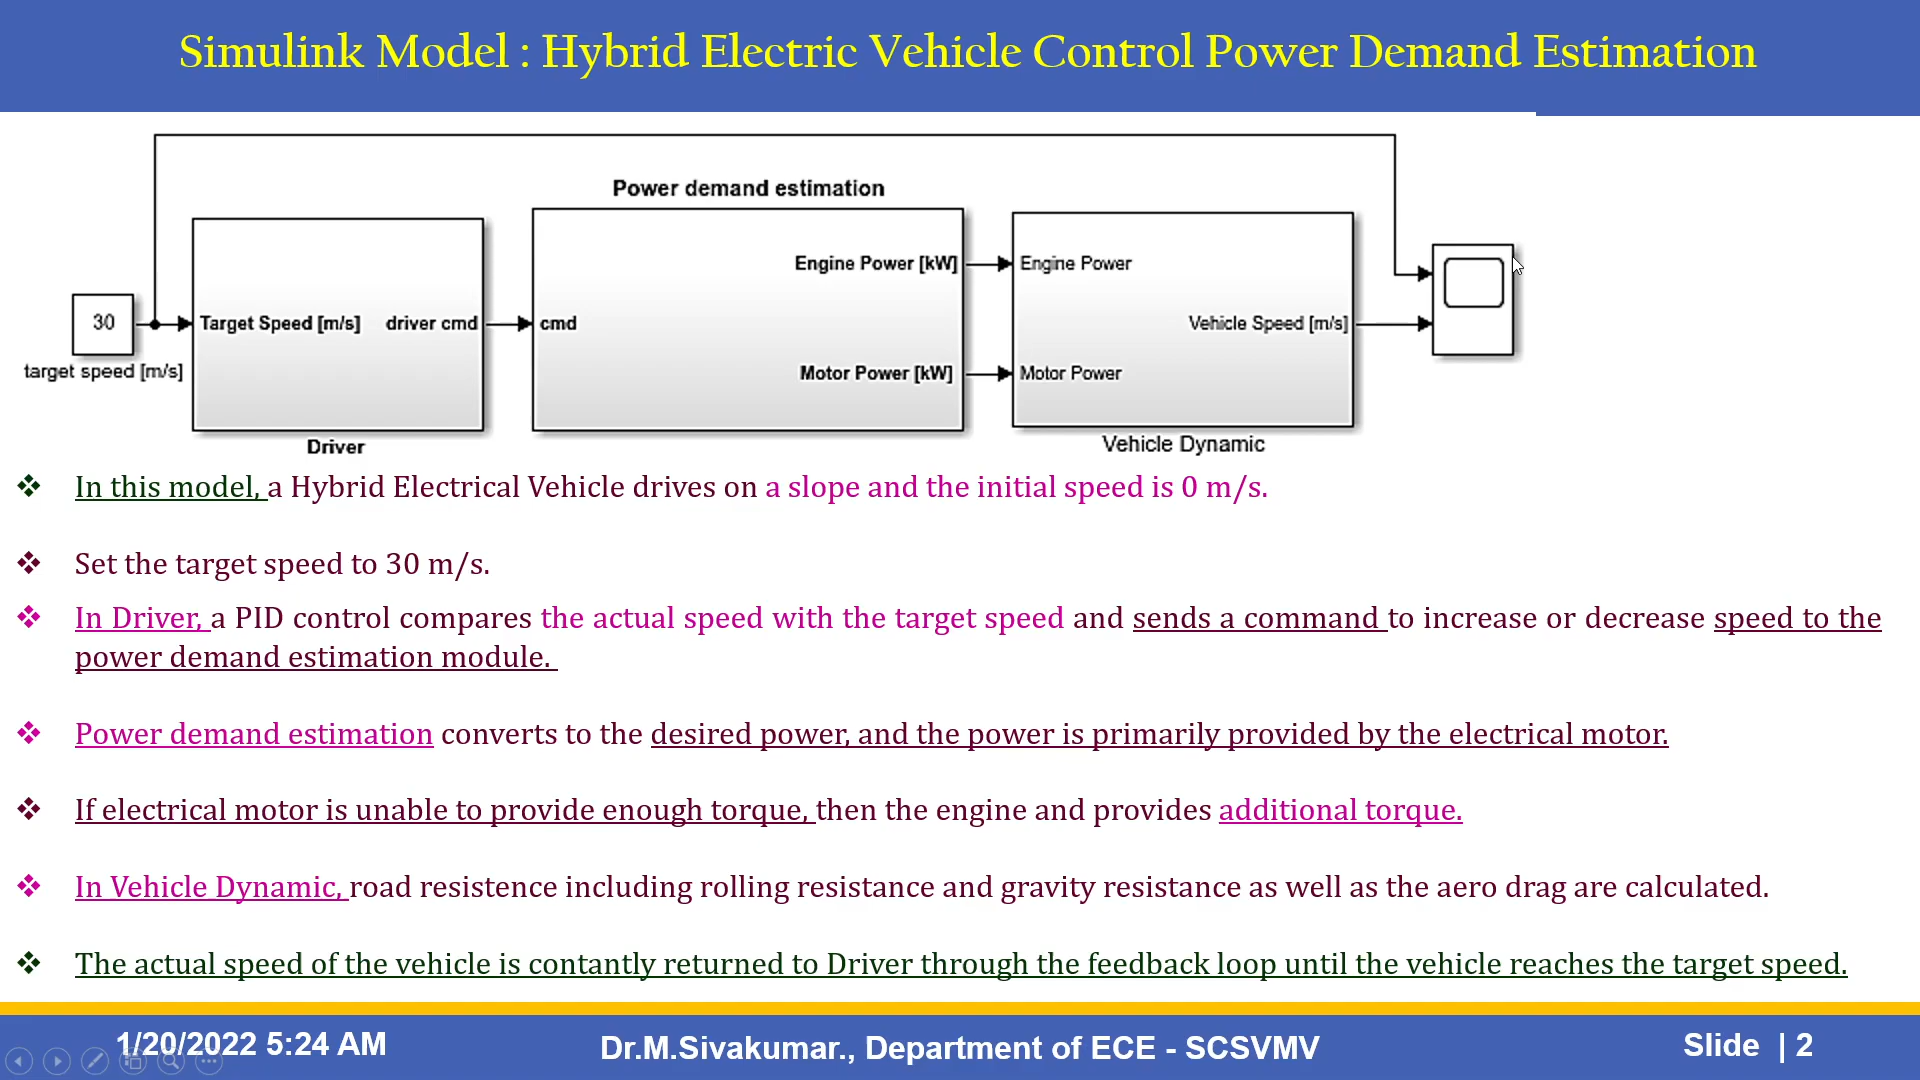 Simulink Model : Hybrid Electric Vehicle Control Power Demand Estimation
Power demand estimation
Engine Power [kW]
Engine Power
30
Target Speed [m/s]
driver cmd
cmd
Vehicle Speed [m/s]
target speed [m/s]
Motor Power [kW]
Motor Power
Driver
Vehicle Dynamic
❖ In this model, a Hybrid Electrical Vehicle drives on a slope and the initial speed is 0 m/s.
❖ Set the target speed to 30 m/s.
❖ In Driver, a PID control compares the actual speed with the target speed and sends a command to increase or decrease speed to the
power demand estimation module.
❖ Power demand estimation converts to the desired power, and the power is primarily provided by the electrical motor.
❖ If electrical motor is unable to provide enough torque, then the engine and provides additional torque.
❖ In Vehicle Dynamic, road resistence including rolling resistance and gravity resistance as well as the aero drag are calculated.
❖ The actual speed of the vehicle is contantly returned to Driver through the feedback loop until the vehicle reaches the target speed.
1/20/2022 5:24 AM
Dr.M.Sivakumar., Department of ECE - SCSVMV
Slide | 2